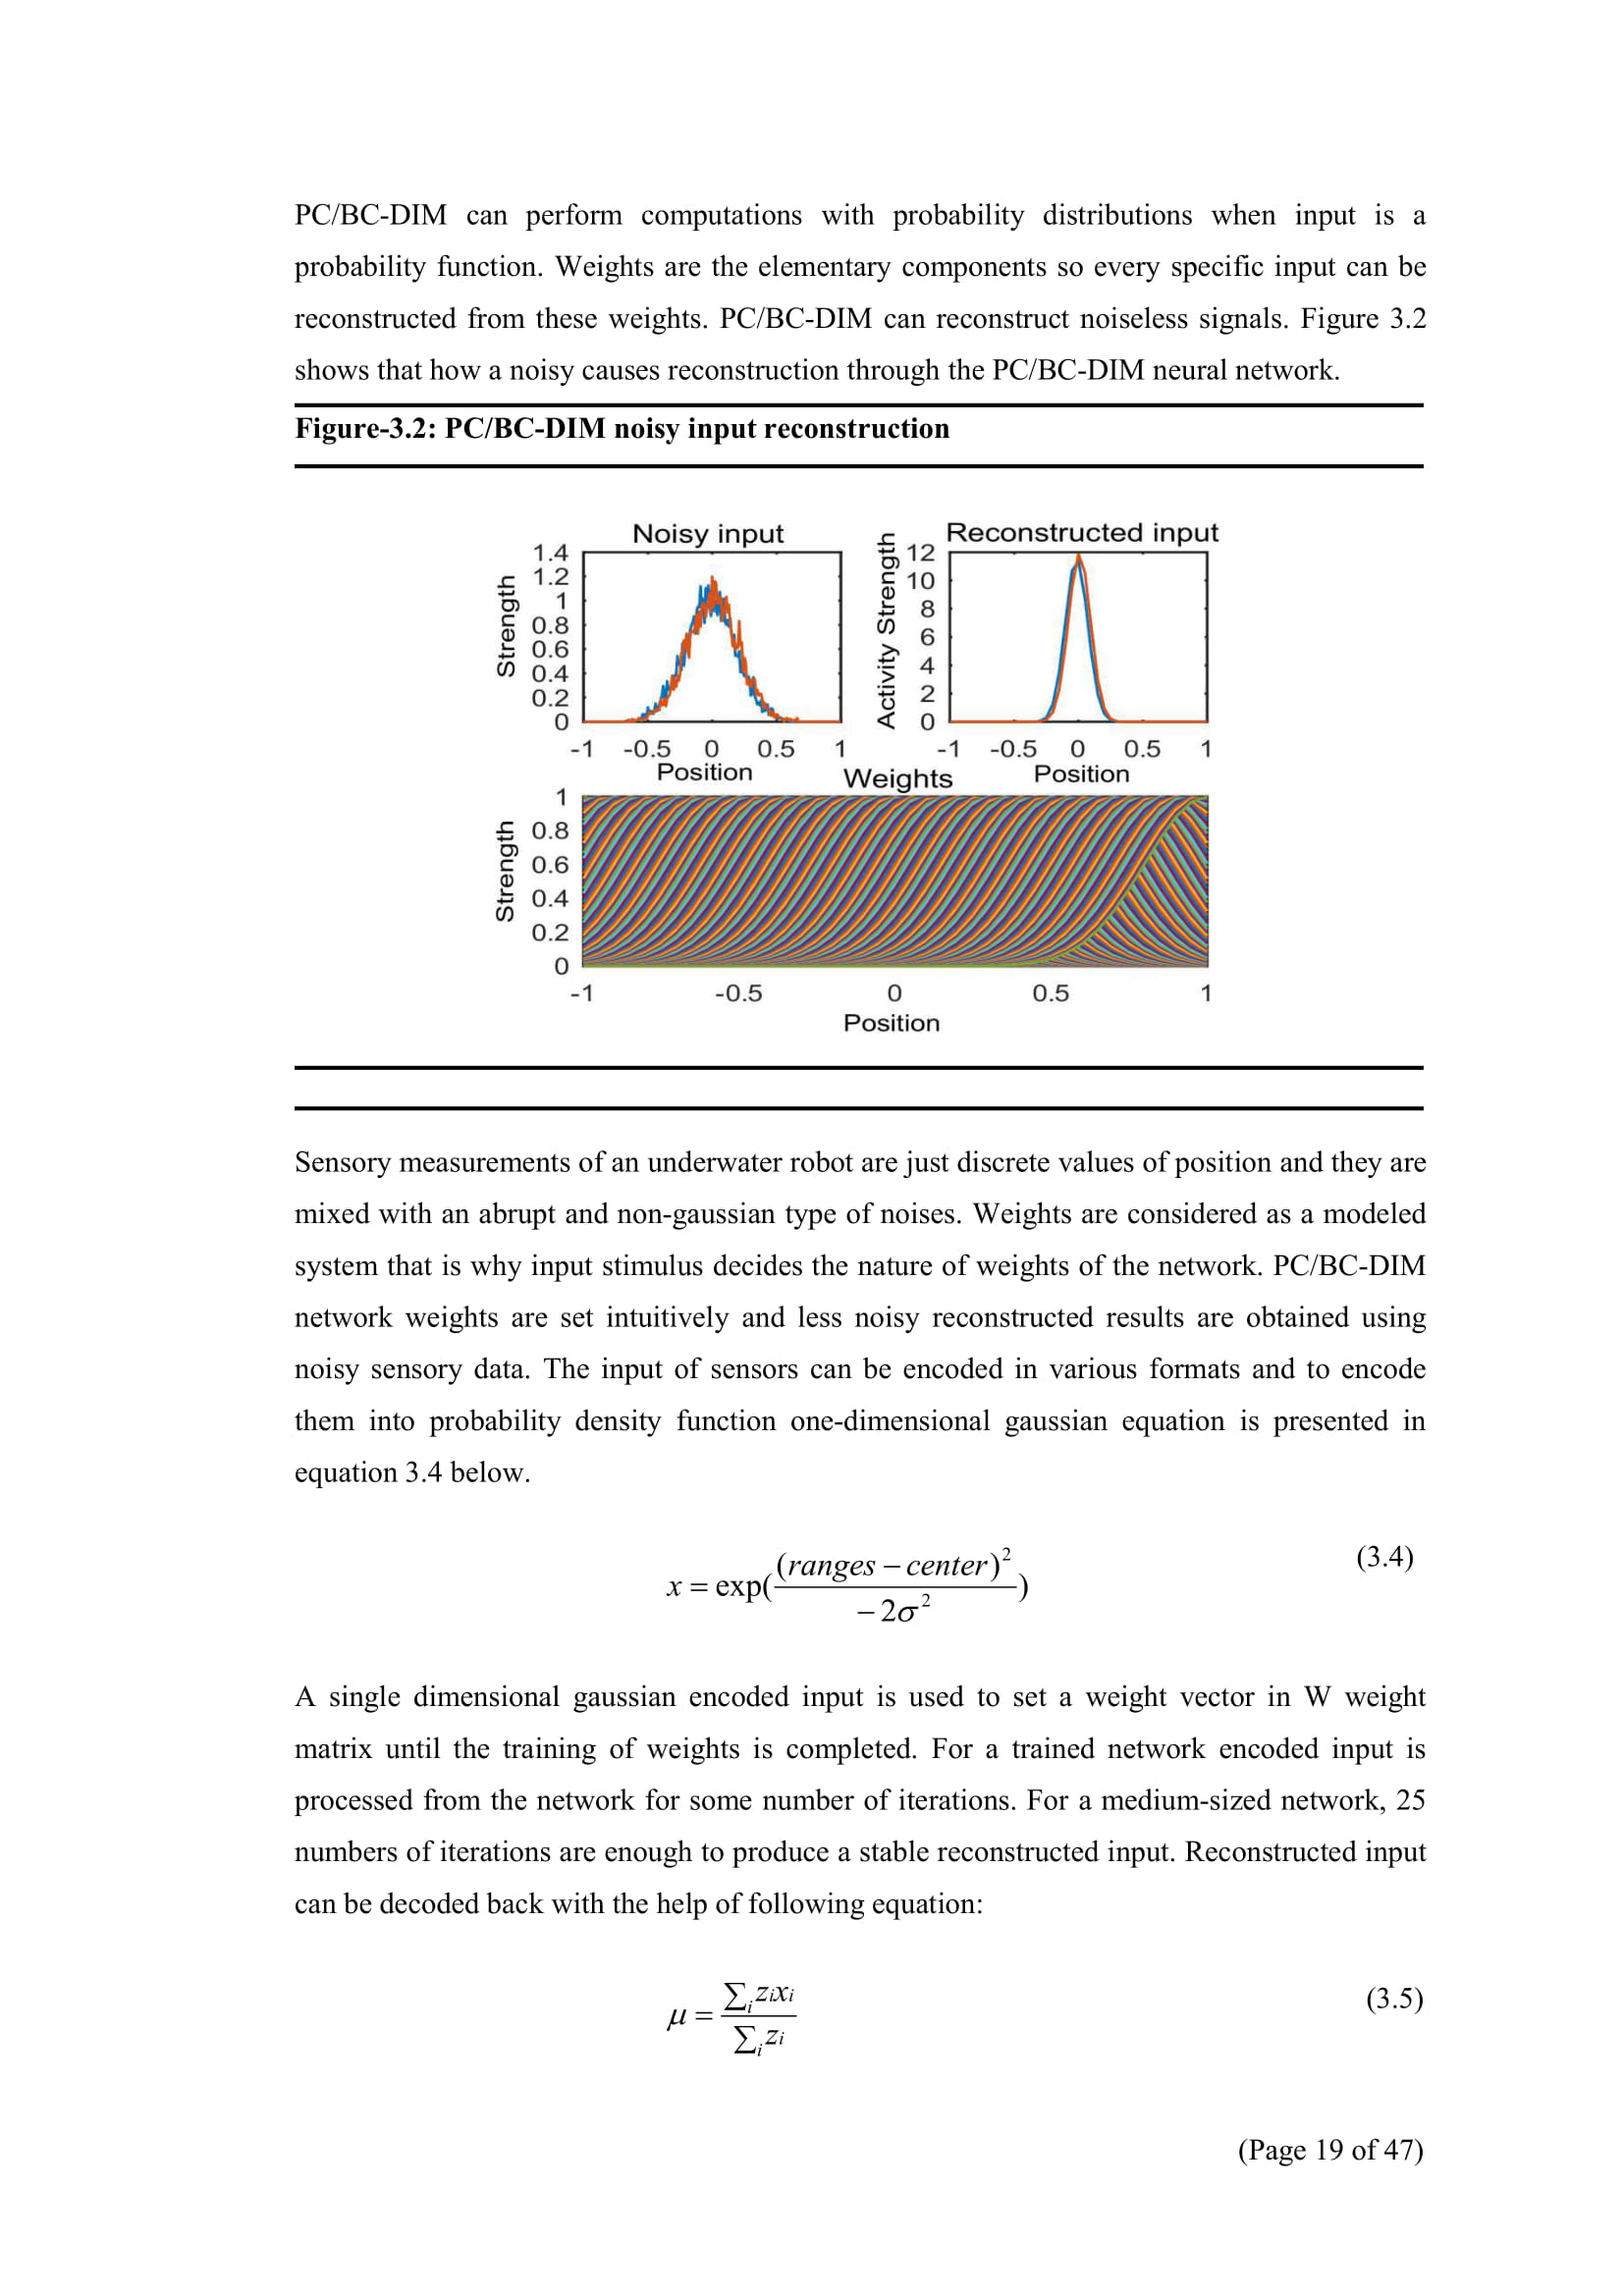 PC/BC-DIM can perform computations with probability distributions when input is a
probability function. Weights are the elementary components so every specific input can be
reconstructed from these weights. PC/BC-DIM can reconstruct noiseless signals. Figure 3.2
shows that how a noisy causes reconstruction through the PC/BC-DIM neural network.
Figure-3.2: PC/BC-DIM noisy input reconstruction
Noisy input
Strength
1.4
1.2
1
0.8
0.6
0.4
0.2
0
-1 -0.5 0 0.5 1
Position
Reconstructed input
Activity Strength
12
10
8
6
4
2
0
-1 -0.5 0 0.5 1
Position
Weights
Strength
1
0.8
0.6
0.4
0.2
0
-1 -0.5 0 0.5 1
Position
Sensory measurements of an underwater robot are just discrete values of position and they are
mixed with an abrupt and non-gaussian type of noises. Weights are considered as a modeled
system that is why input stimulus decides the nature of weights of the network. PC/BC-DIM
network weights are set intuitively and less noisy reconstructed results are obtained using
noisy sensory data. The input of sensors can be encoded in various formats and to encode
them into probability density function one-dimensional gaussian equation is presented in
equation 3.4 below.
x = exp((ranges − center)² / − 2σ²) (3.4)
A single dimensional gaussian encoded input is used to set a weight vector in W weight
matrix until the training of weights is completed. For a trained network encoded input is
processed from the network for some number of iterations. For a medium-sized network, 25
numbers of iterations are enough to produce a stable reconstructed input. Reconstructed input
can be decoded back with the help of following equation:
μ = ∑ᵢ zᵢxᵢ / ∑ᵢ zᵢ (3.5)
(Page 19 of 47)